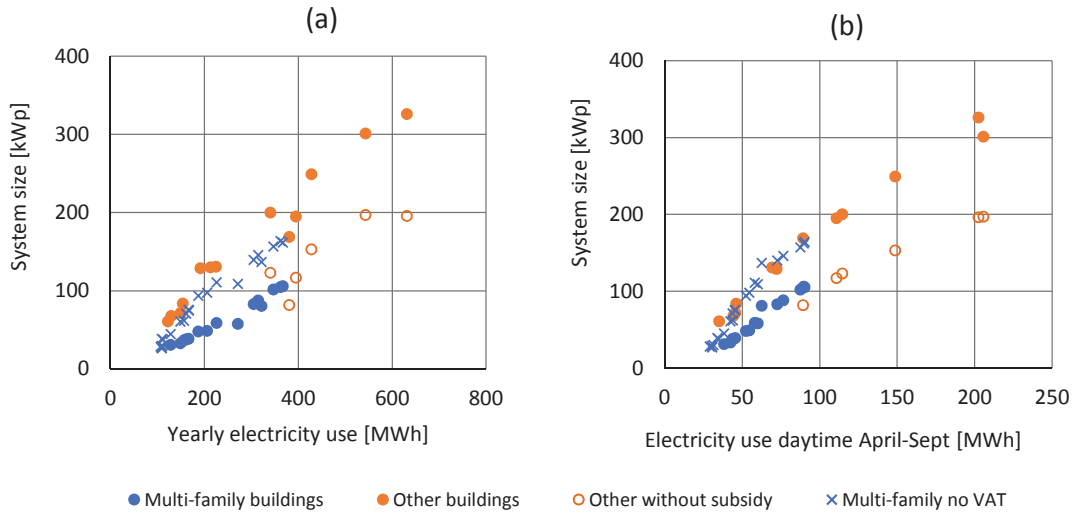 (a)
(b)
System size [kWp]
400
300
200
100
0
0 200 400 600 800
Yearly electricity use [MWh]
System size [kWp]
400
300
200
100
0
0 50 100 150 200 250
Electricity use daytime April-Sept [MWh]
Multi-family buildings Other buildings Other without subsidy Multi-family no VAT